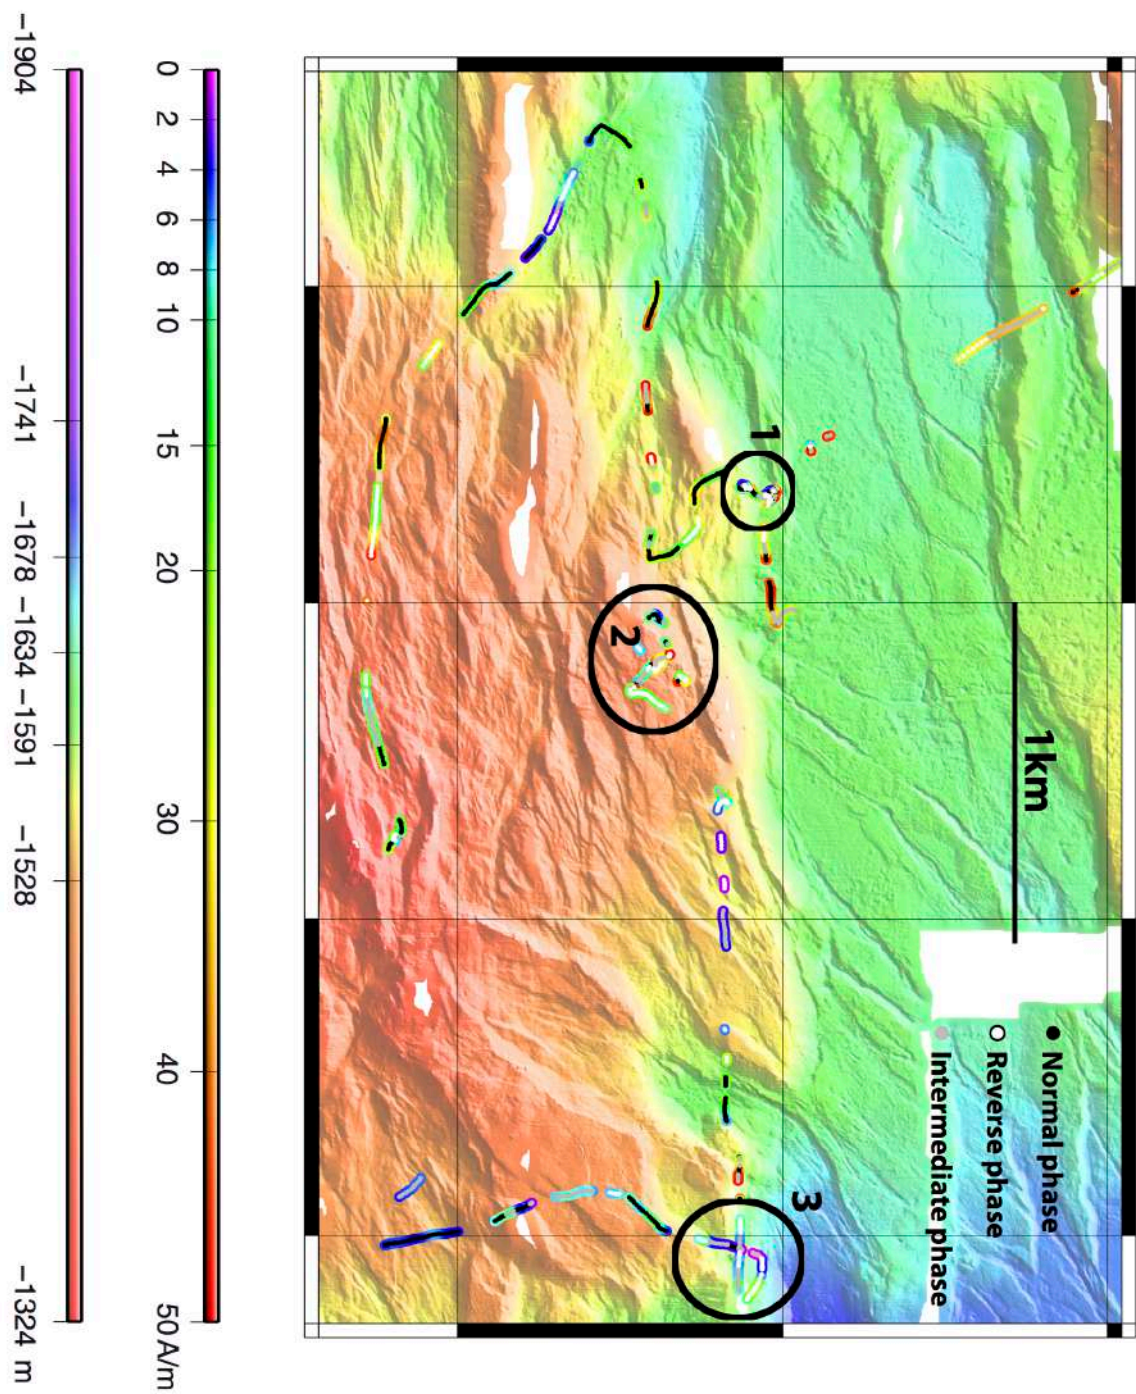 1
2
3
1km
Normal phase
Reverse phase
Intermediate phase
0 2 4 6 8 10 15 20 30 40 50 A/m
−1904 −1741 −1678 −1634 −1591 −1528 −1324 m